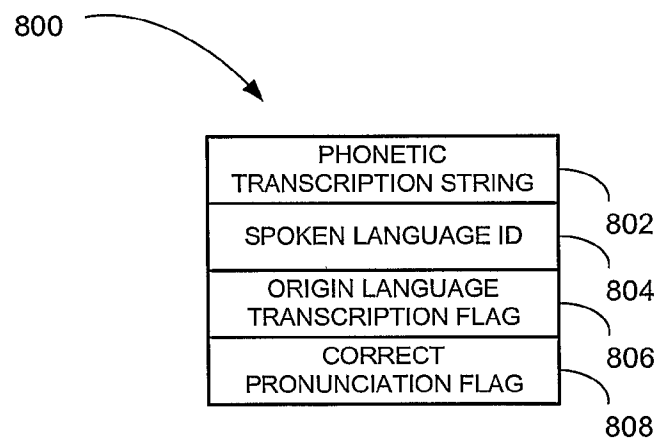 800
PHONETIC
TRANSCRIPTION STRING
802
SPOKEN LANGUAGE ID
804
ORIGIN LANGUAGE
TRANSCRIPTION FLAG
806
CORRECT
PRONUNCIATION FLAG
808